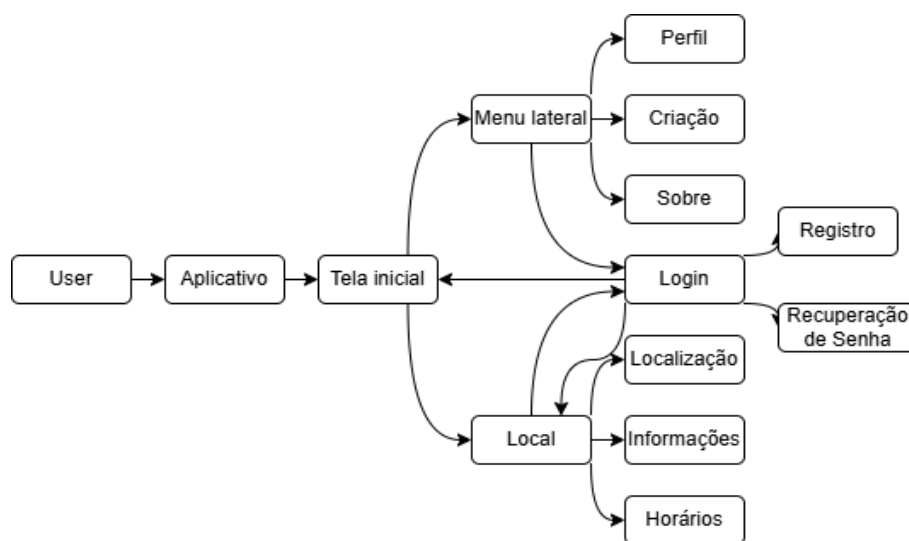 Perfil
Menu lateral
Criação
Sobre
Registro
User
Aplicativo
Tela inicial
Login
Recuperação
de Senha
Localização
Local
Informações
Horários